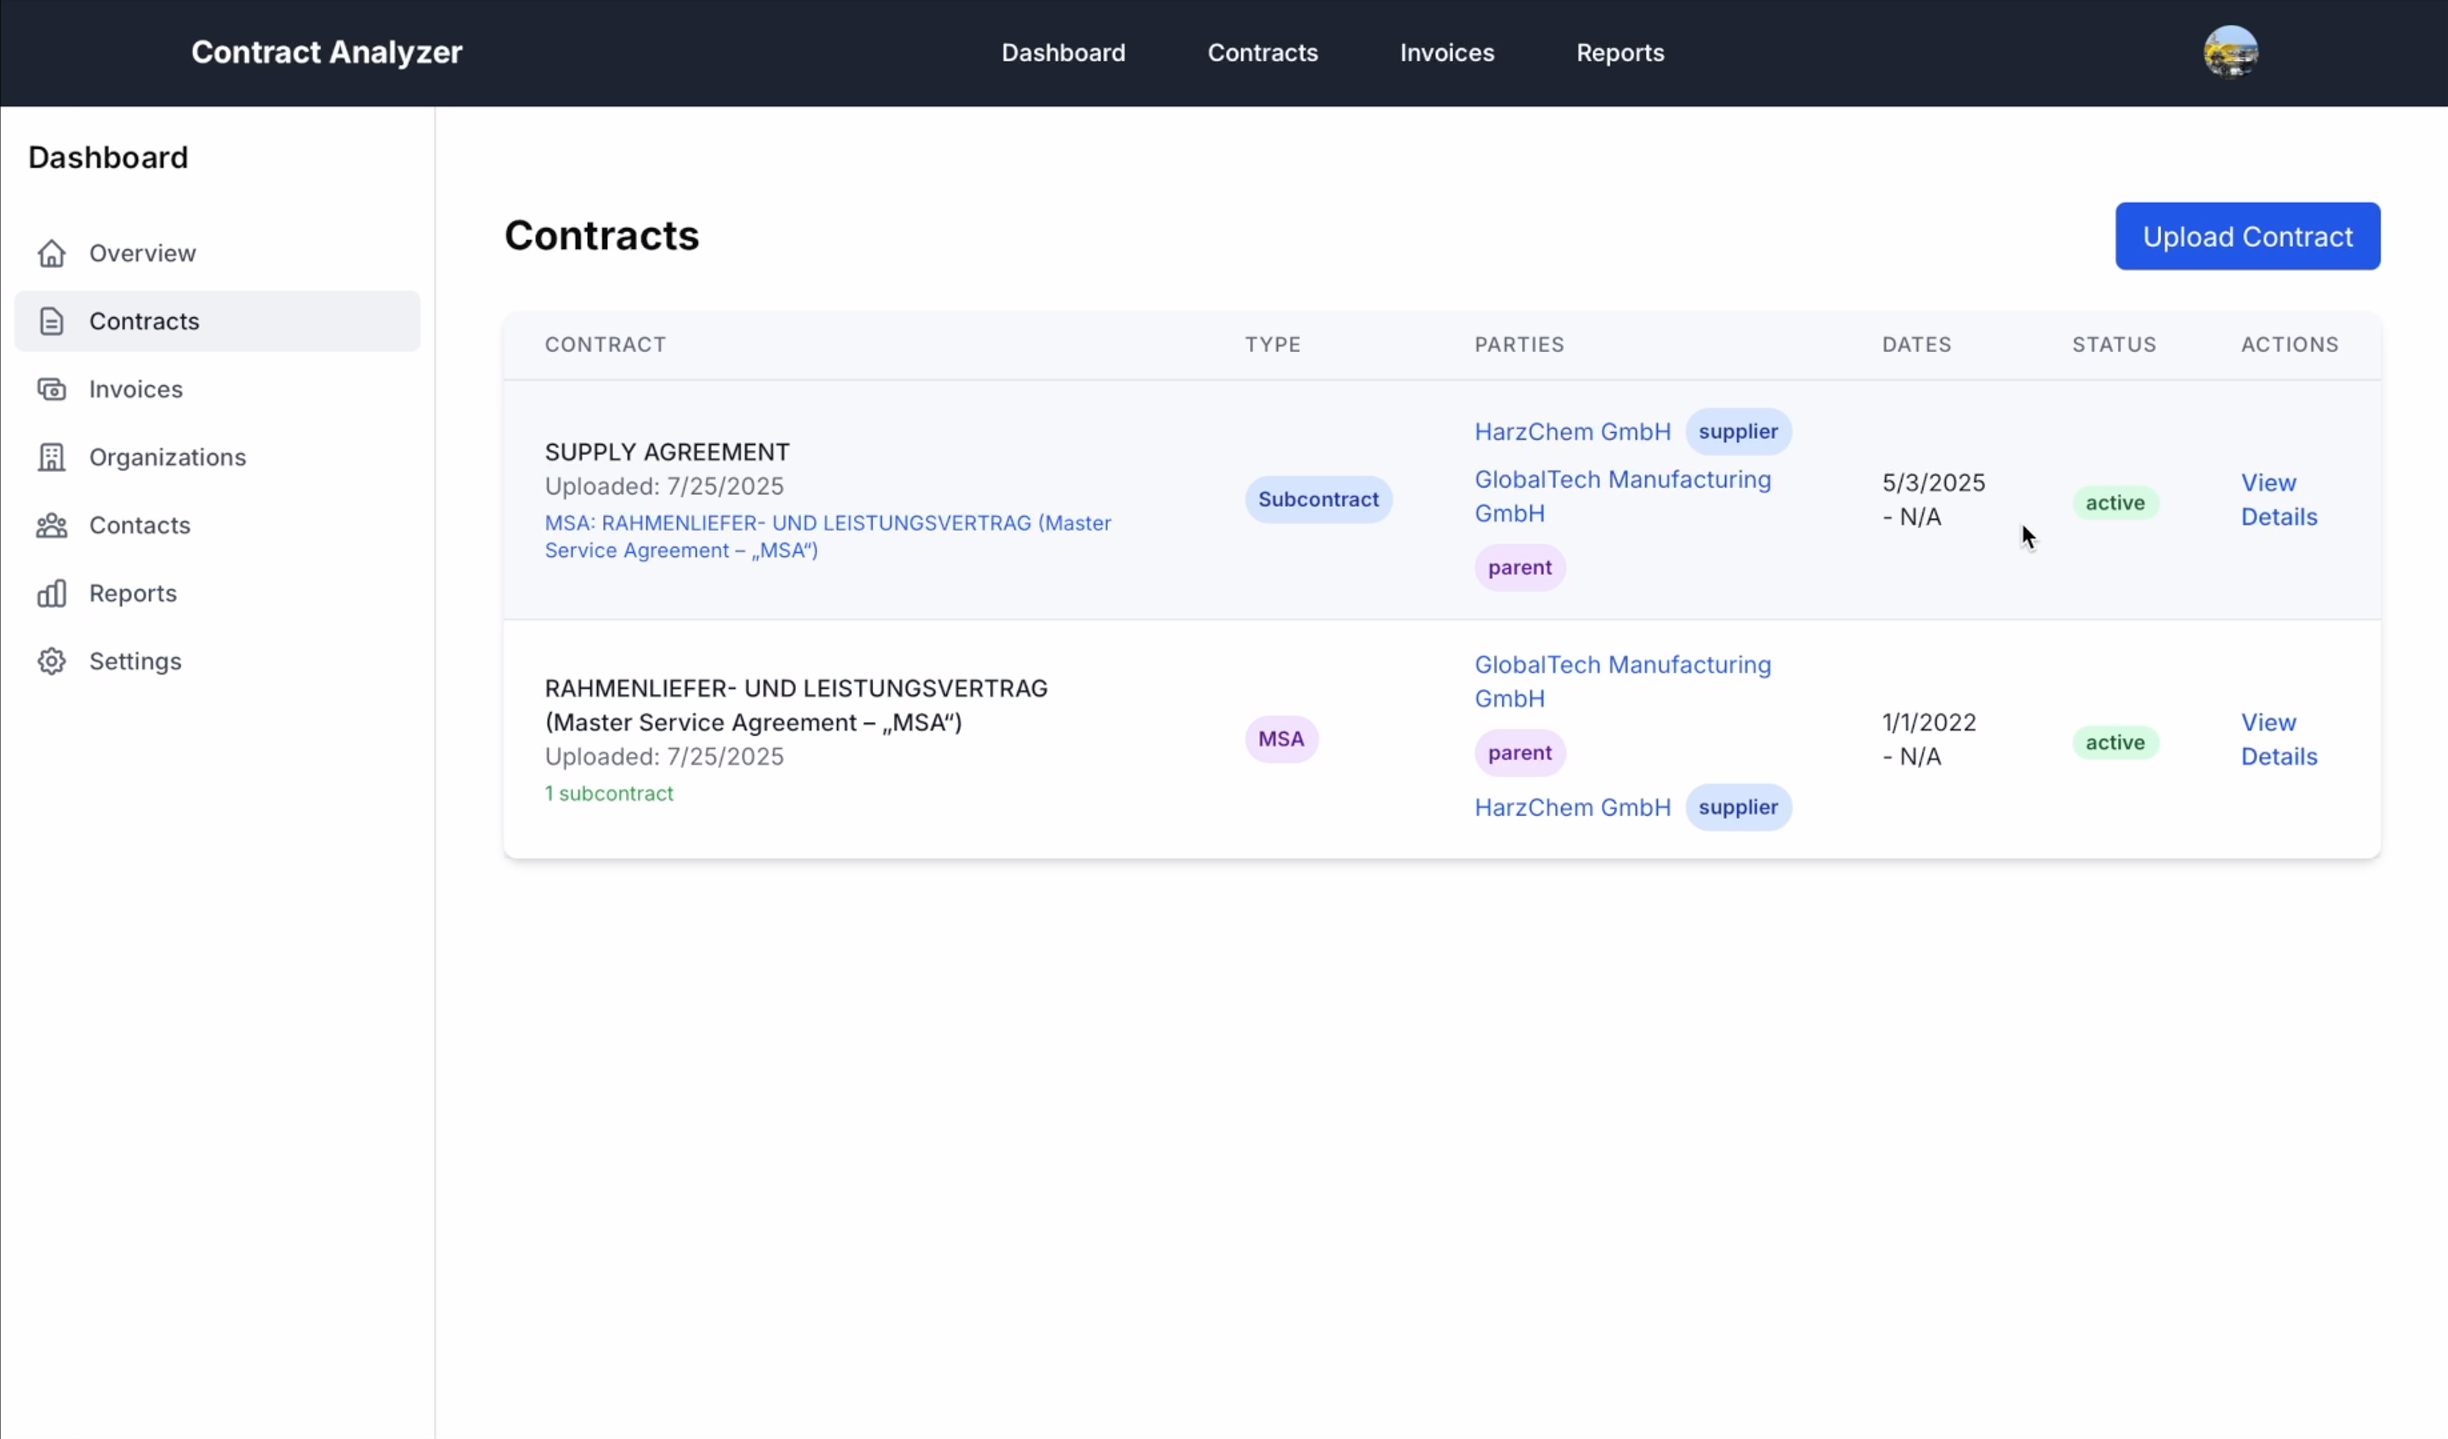 Contract Analyzer
Dashboard
Contracts
Invoices
Reports
Dashboard
Overview
Contracts
Invoices
Organizations
Contacts
Reports
Settings
Contracts
Upload Contract
CONTRACT
TYPE
PARTIES
DATES
STATUS
ACTIONS
SUPPLY AGREEMENT
Uploaded: 7/25/2025
MSA: RAHMENLIEFER- UND LEISTUNGSVERTRAG (Master
Service Agreement – „MSA“)
Subcontract
HarzChem GmbH supplier
GlobalTech Manufacturing
GmbH
parent
5/3/2025
- N/A
active
View
Details
RAHMENLIEFER- UND LEISTUNGSVERTRAG
(Master Service Agreement – „MSA“)
Uploaded: 7/25/2025
1 subcontract
MSA
GlobalTech Manufacturing
GmbH
parent
HarzChem GmbH supplier
1/1/2022
- N/A
active
View
Details